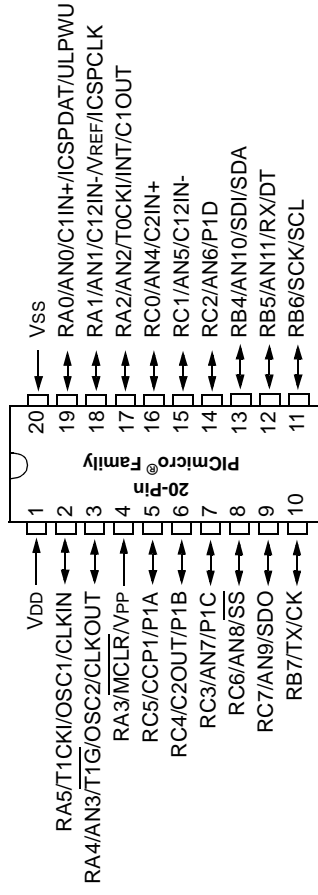 VDD
RA5/T1CKI/OSC1/CLKIN
RA4/AN3/T1G/OSC2/CLKOUT
RA3/MCLR/VPP
RC5/CCP1/P1A
RC4/C2OUT/P1B
RC3/AN7/P1C
RC6/AN8/SS
RC7/AN9/SDO
RB7/TX/CK
1
2
3
4
5
6
7
8
9
10
20-Pin
PICmicro® Family
20
19
18
17
16
15
14
13
12
11
VSS
RA0/AN0/C1IN+/ICSPDAT/ULPWU
RA1/AN1/C12IN-/VREF/ICSPCLK
RA2/AN2/T0CKI/INT/C1OUT
RC0/AN4/C2IN+
RC1/AN5/C12IN-
RC2/AN6/P1D
RB4/AN10/SDI/SDA
RB5/AN11/RX/DT
RB6/SCK/SCL